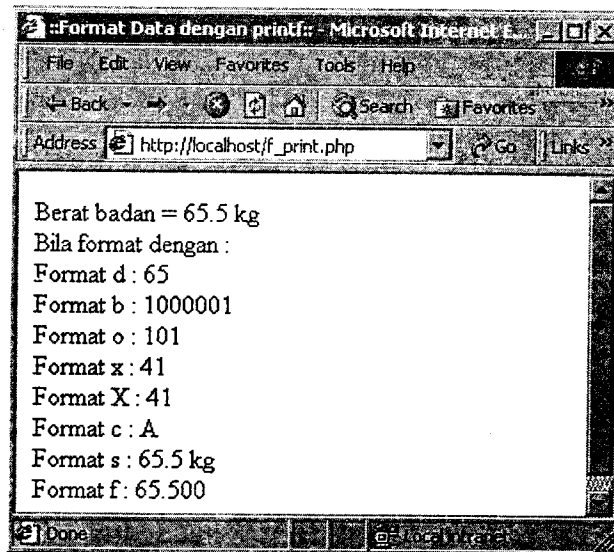 ::Format Data dengan printf:: - Microsoft Internet E...
File Edit View Favorites Tools Help
Back Search Favorites »
Address http://localhost/f_print.php Go Links »
Berat badan = 65.5 kg
Bila format dengan :
Format d : 65
Format b : 1000001
Format o : 101
Format x : 41
Format X : 41
Format c : A
Format s : 65.5 kg
Format f : 65.500
Done Local intranet